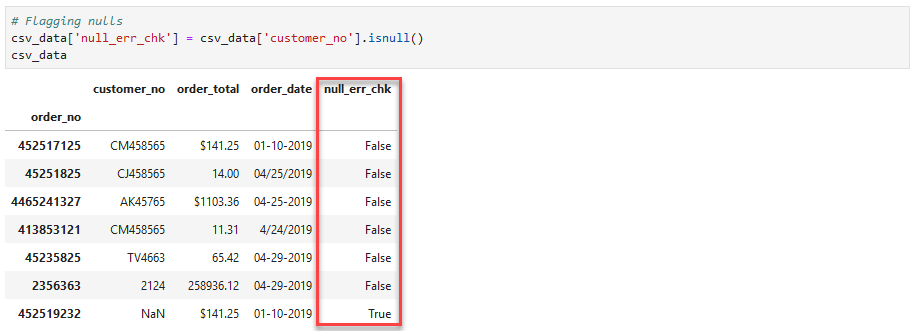 # Flagging nulls
csv_data['null_err_chk'] = csv_data['customer_no'].isnull()
csv_data
customer_no order_total order_date null_err_chk
order_no
452517125 CM458565 $141.25 01-10-2019 False
45251825 CJ458565 14.00 04/25/2019 False
4465241327 AK45765 $1103.36 04-25-2019 False
413853121 CM458565 11.31 4/24/2019 False
45235825 TV4663 65.42 04-29-2019 False
2356363 2124 258936.12 04-29-2019 False
452519232 NaN $141.25 01-10-2019 True